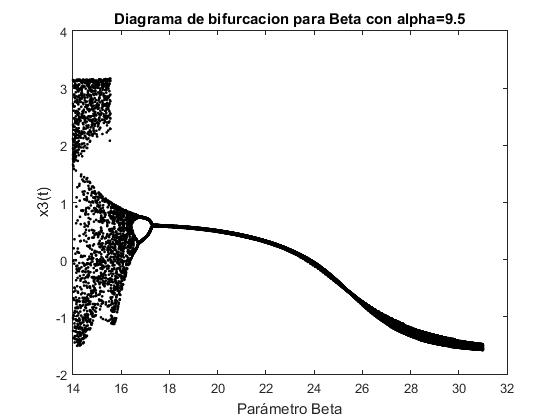 Diagrama de bifurcacion para Beta con alpha=9.5
4
3
2
1
0
-1
-2
x3(t)
14 16 18 20 22 24 26 28 30 32
Parámetro Beta